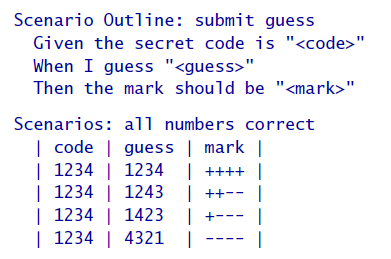 Scenario Outline: submit guess
Given the secret code is "<code>"
When I guess "<guess>"
Then the mark should be "<mark>"
Scenarios: all numbers correct
| code | guess | mark |
| 1234 | 1234 | ++++ |
| 1234 | 1243 | ++-- |
| 1234 | 1423 | +--- |
| 1234 | 4321 | ---- |